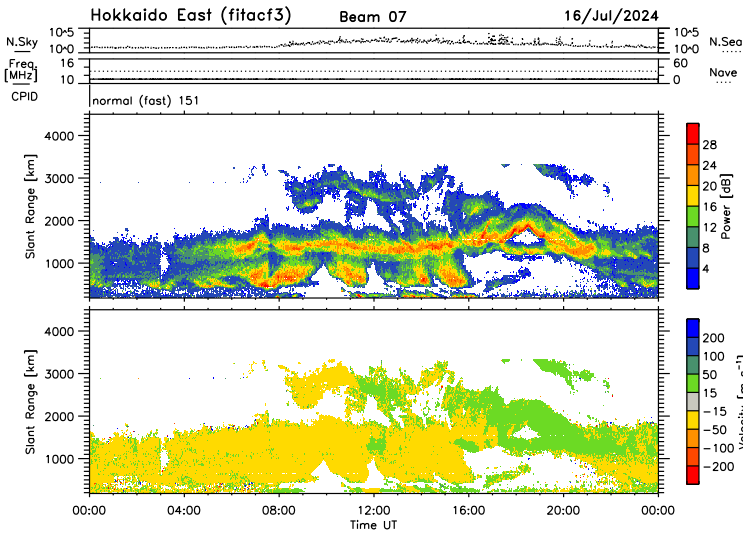 Hokkaido East (fitacf3) Beam 07 16/Jul/2024
N.Sky 10^5 10^0 10^5 10^0 N.Sea
Freq. [MHz] 16 10 60 0 Nave
CPID normal (fast) 151
Slant Range [km] 4000 3000 2000 1000
Power [dB] 28 24 20 16 12 8 4
Slant Range [km] 4000 3000 2000 1000
200 100 50 15 -15 -50 -100 -200
00:00 04:00 08:00 12:00 16:00 20:00 00:00
Time UT